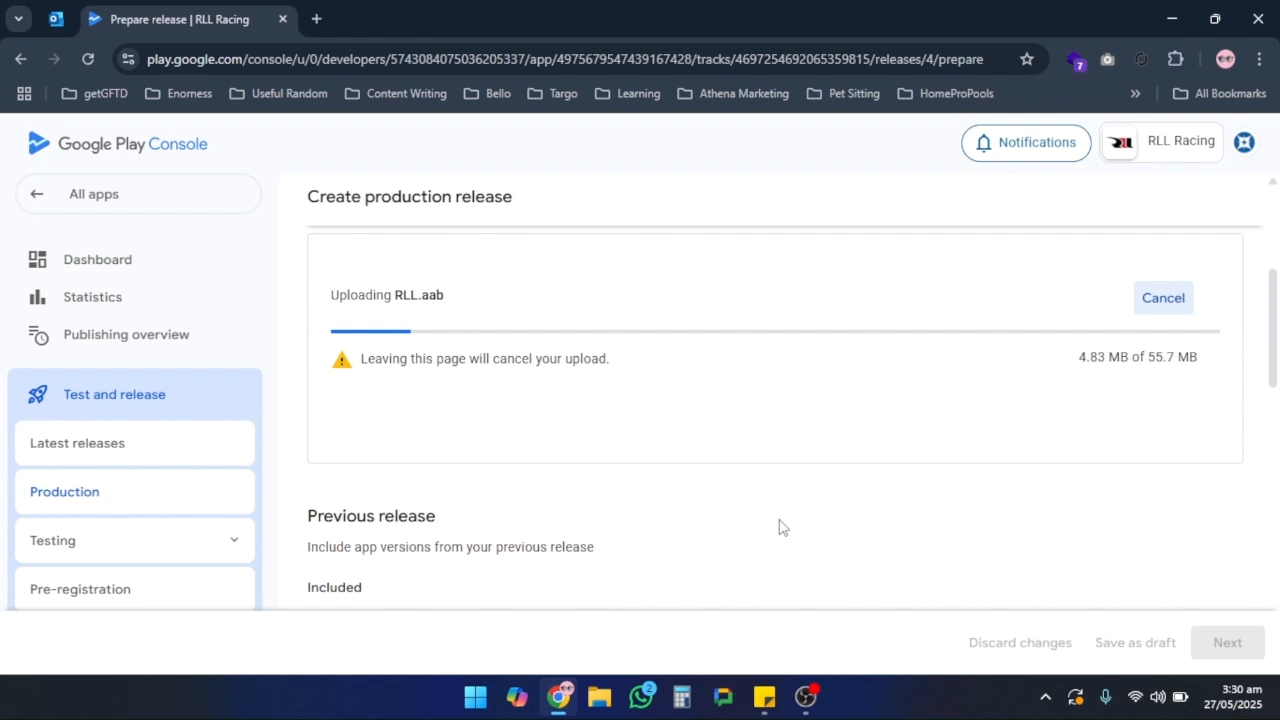 Prepare release | RLL Racing
play.google.com/console/u/0/developers/5743084075036205337/app/4975679547439167428/tracks/4697254692065359815/releases/4/prepare
7
getGFTD
Enorness
Useful Random
Content Writing
Bello
Targo
Learning
Athena Marketing
Pet Sitting
HomeProPools
All Bookmarks
Google Play Console
Notifications
RLL Racing
All apps
Create production release
Dashboard
Statistics
Publishing overview
Test and release
Latest releases
Production
Testing
Pre-registration
Uploading RLL.aab
Cancel
Leaving this page will cancel your upload.
4.83 MB of 55.7 MB
Previous release
Include app versions from your previous release
Included
Discard changes
Save as draft
Next
2
3:30 am
27/05/2025